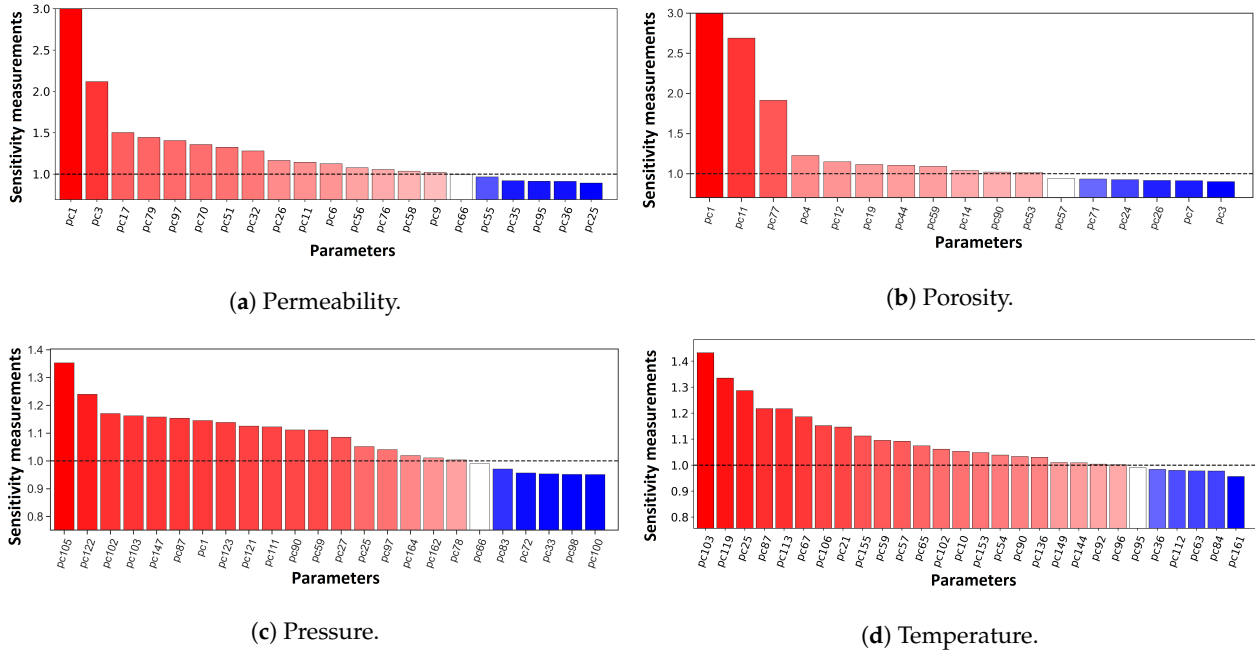 Sensitivity measurements
3.0
2.5
2.0
1.5
1.0
pc1 pc3 pc17 pc79 pc97 pc70 pc51 pc32 pc26 pc11 pc6 pc56 pc76 pc58 pc9 pc66 pc55 pc35 pc95 pc36 pc25
Parameters
(a) Permeability.
Sensitivity measurements
3.0
2.5
2.0
1.5
1.0
pc1 pc11 pc77 pc4 pc12 pc19 pc44 pc59 pc14 pc90 pc53 pc57 pc71 pc24 pc26 pc7 pc3
Parameters
(b) Porosity.
Sensitivity measurements
1.4
1.3
1.2
1.1
1.0
0.9
0.8
pc105 pc122 pc102 pc103 pc147 pc87 pc1 pc123 pc121 pc111 pc90 pc59 pc27 pc25 pc97 pc164 pc162 pc78 pc66 pc83 pc72 pc33 pc98 pc100
Parameters
(c) Pressure.
Sensitivity measurements
1.4
1.3
1.2
1.1
1.0
0.9
0.8
pc103 pc119 pc25 pc87 pc113 pc67 pc106 pc21 pc155 pc59 pc57 pc65 pc102 pc10 pc153 pc54 pc90 pc136 pc149 pc144 pc92 pc96 pc95 pc36 pc112 pc63 pc84 pc161
Parameters
(d) Temperature.